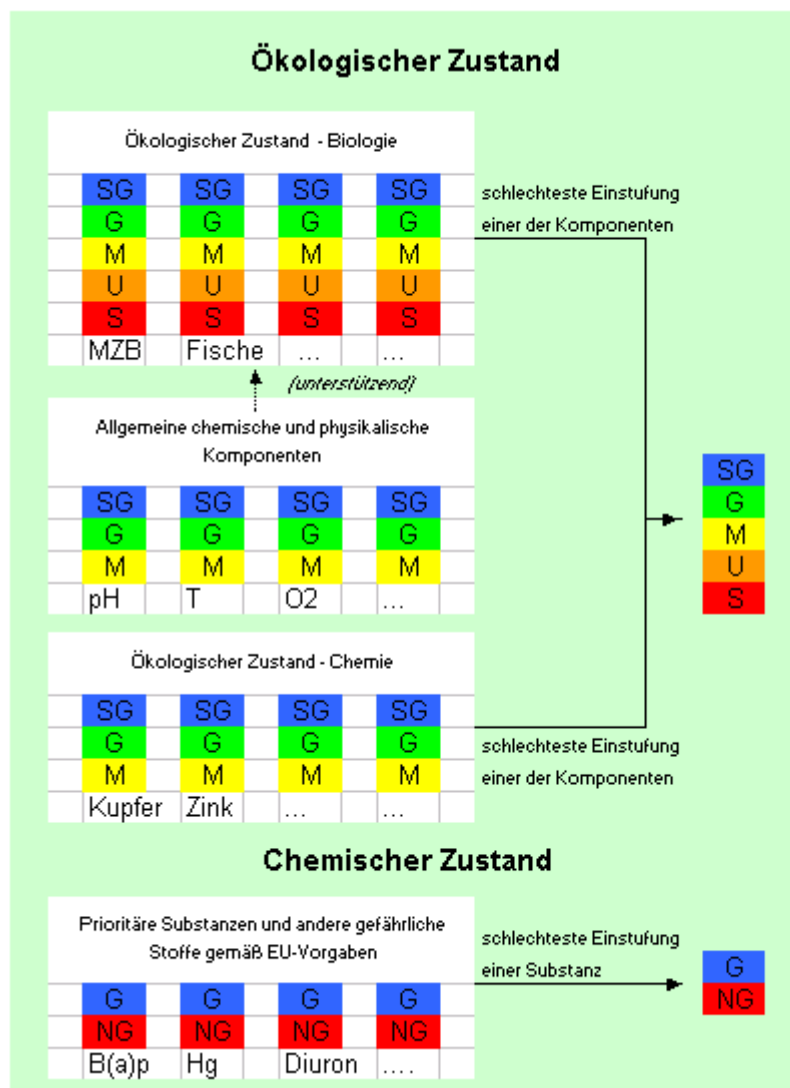 Ökologischer Zustand
Ökologischer Zustand - Biologie
SG SG SG SG
G G G G
M M M M
U U U U
S S S S
MZB Fische ... ...
schlechteste Einstufung
einer der Komponenten
(unterstützend)
Allgemeine chemische und physikalische
Komponenten
SG SG SG SG
G G G G
M M M M
pH T O2 ...
SG
G
M
U
S
Ökologischer Zustand - Chemie
SG SG SG SG
G G G G
M M M M
Kupfer Zink ... ...
schlechteste Einstufung
einer der Komponenten
Chemischer Zustand
Prioritäre Substanzen und andere gefährliche
Stoffe gemäß EU-Vorgaben
G G G G
NG NG NG NG
B(a)p Hg Diuron ....
schlechteste Einstufung
einer Substanz
G
NG